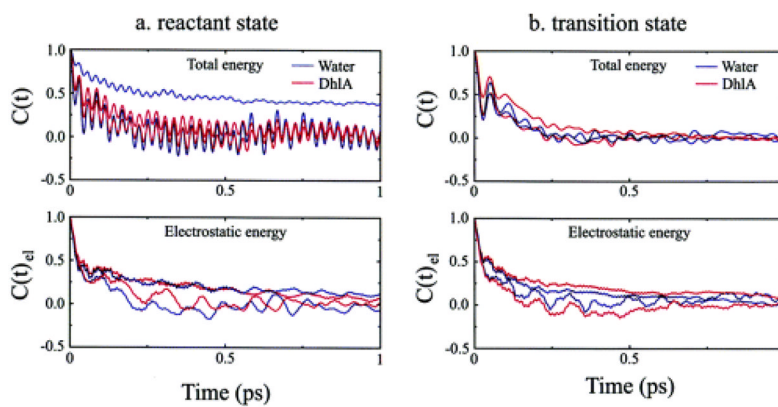 a. reactant state
b. transition state
1.0
0.5
0.0
-0.5
C(t)
Total energy
Water
DhlA
0
0.5
1
1.0
0.5
0.0
-0.5
C(t)
Total energy
Water
DhlA
0
0.5
1.0
0.5
0.0
-0.5
C(t)el
Electrostatic energy
0
0.5
1
Time (ps)
1.0
0.5
0.0
-0.5
C(t)el
Electrostatic energy
0
0.5
Time (ps)